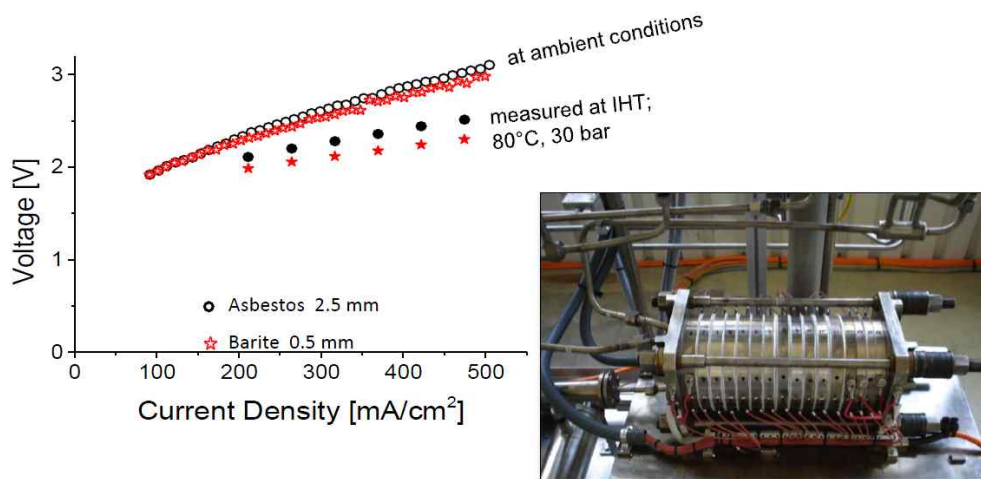 at ambient conditions
measured at IHT;
80°C, 30 bar
Voltage [V]
3
2
1
0
Asbestos 2.5 mm
Barite 0.5 mm
0 100 200 300 400 500
Current Density [mA/cm²]